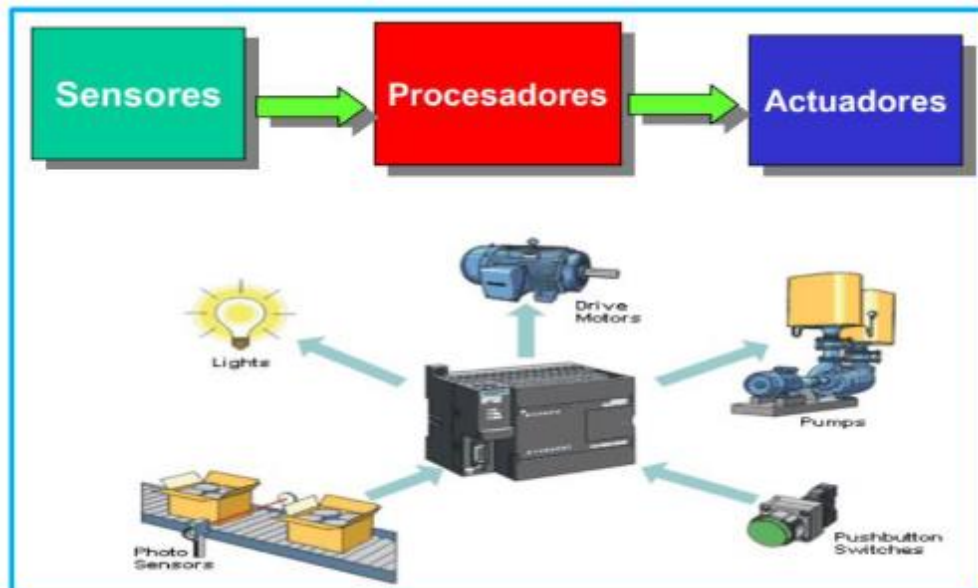 Sensores
Procesadores
Actuadores
Drive
Motors
Lights
Pumps
Photo
Sensors
Pushbutton
Switches